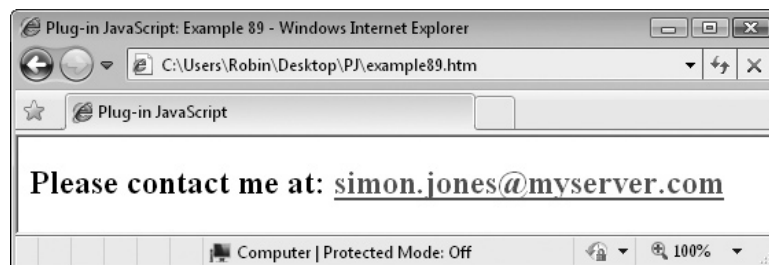 Plug-in JavaScript: Example 89 - Windows Internet Explorer
C:\Users\Robin\Desktop\PJ\example89.htm
Plug-in JavaScript
Please contact me at: simon.jones@myserver.com
Computer | Protected Mode: Off 100%